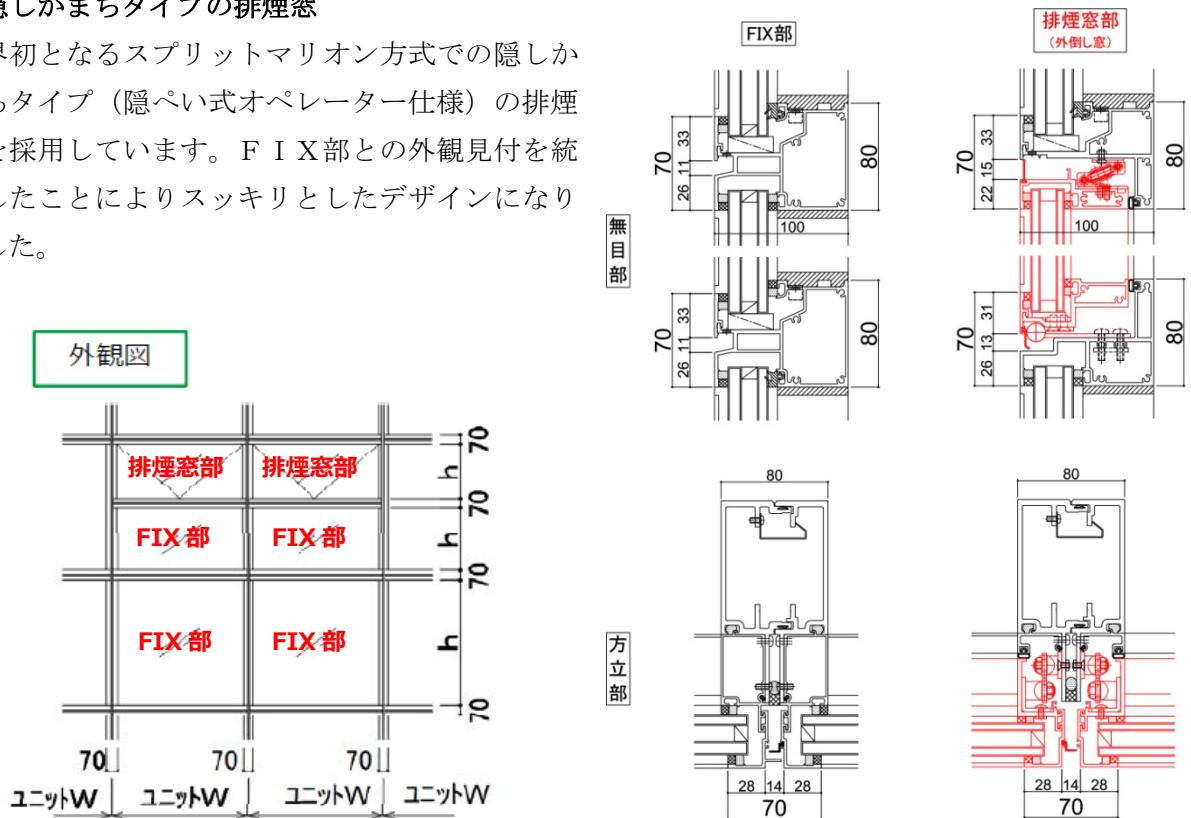 隠しかまちタイプの排煙窓
界初となるスプリットマリオン方式での隠しか
ちタイプ（隠ぺい式オペレーター仕様）の排煙
を採用しています。ＦＩＸ部との外観見付を統
したことによりスッキリとしたデザインになり
した。
外観図
排煙窓部 排煙窓部
FIX部 FIX部
FIX部 FIX部
70
h
70
h
70
h
70
70 70 70
ユニットW ユニットW ユニットW ユニットW
FIX部
排煙窓部
（外倒し窓）
無目部
70 33 11 26 80
100
70 33 11 26 80
70 33 15 22 80
100
70 31 13 26 80
方立部
80
28 14 28
70
80
28 14 28
70